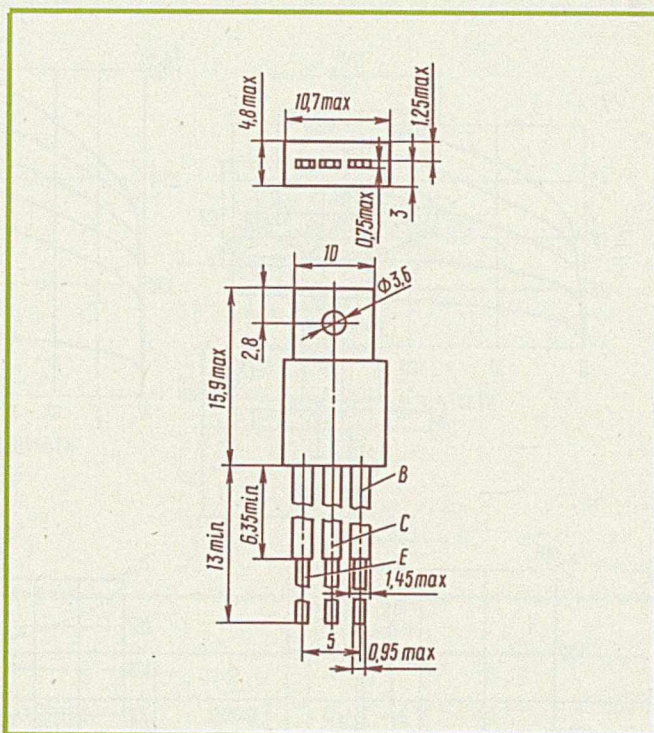 4,8 max
10,7 max
1,25 max
0,75 max
3
10
Φ3,6
2,8
15,9 max
B
6,35 min
C
13 min
E
1,45 max
5
0,95 max